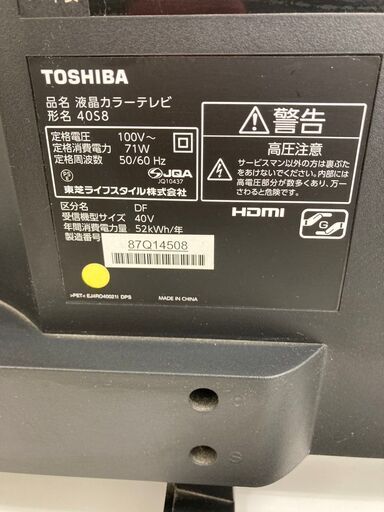 TOSHIBA
品名 液晶カラーテレビ
形名 40S8
定格電圧 100V～
定格消費電力 71W
定格周波数 50/60 Hz
PS
E
JQA
JQ10437
東芝ライフスタイル株式会社
区分名 DF
受信機型サイズ 40V
年間消費電力量 52kWh/年
製造番号
87Q14508
>PET< EJ4RO40021I DPS
MADE IN CHINA
警告
高圧注意
サービスマン以外の方は裏ぶた
をあけないでください。内部には
高電圧部分が数多くあり、万一
さわると危険です。
HDMI
G